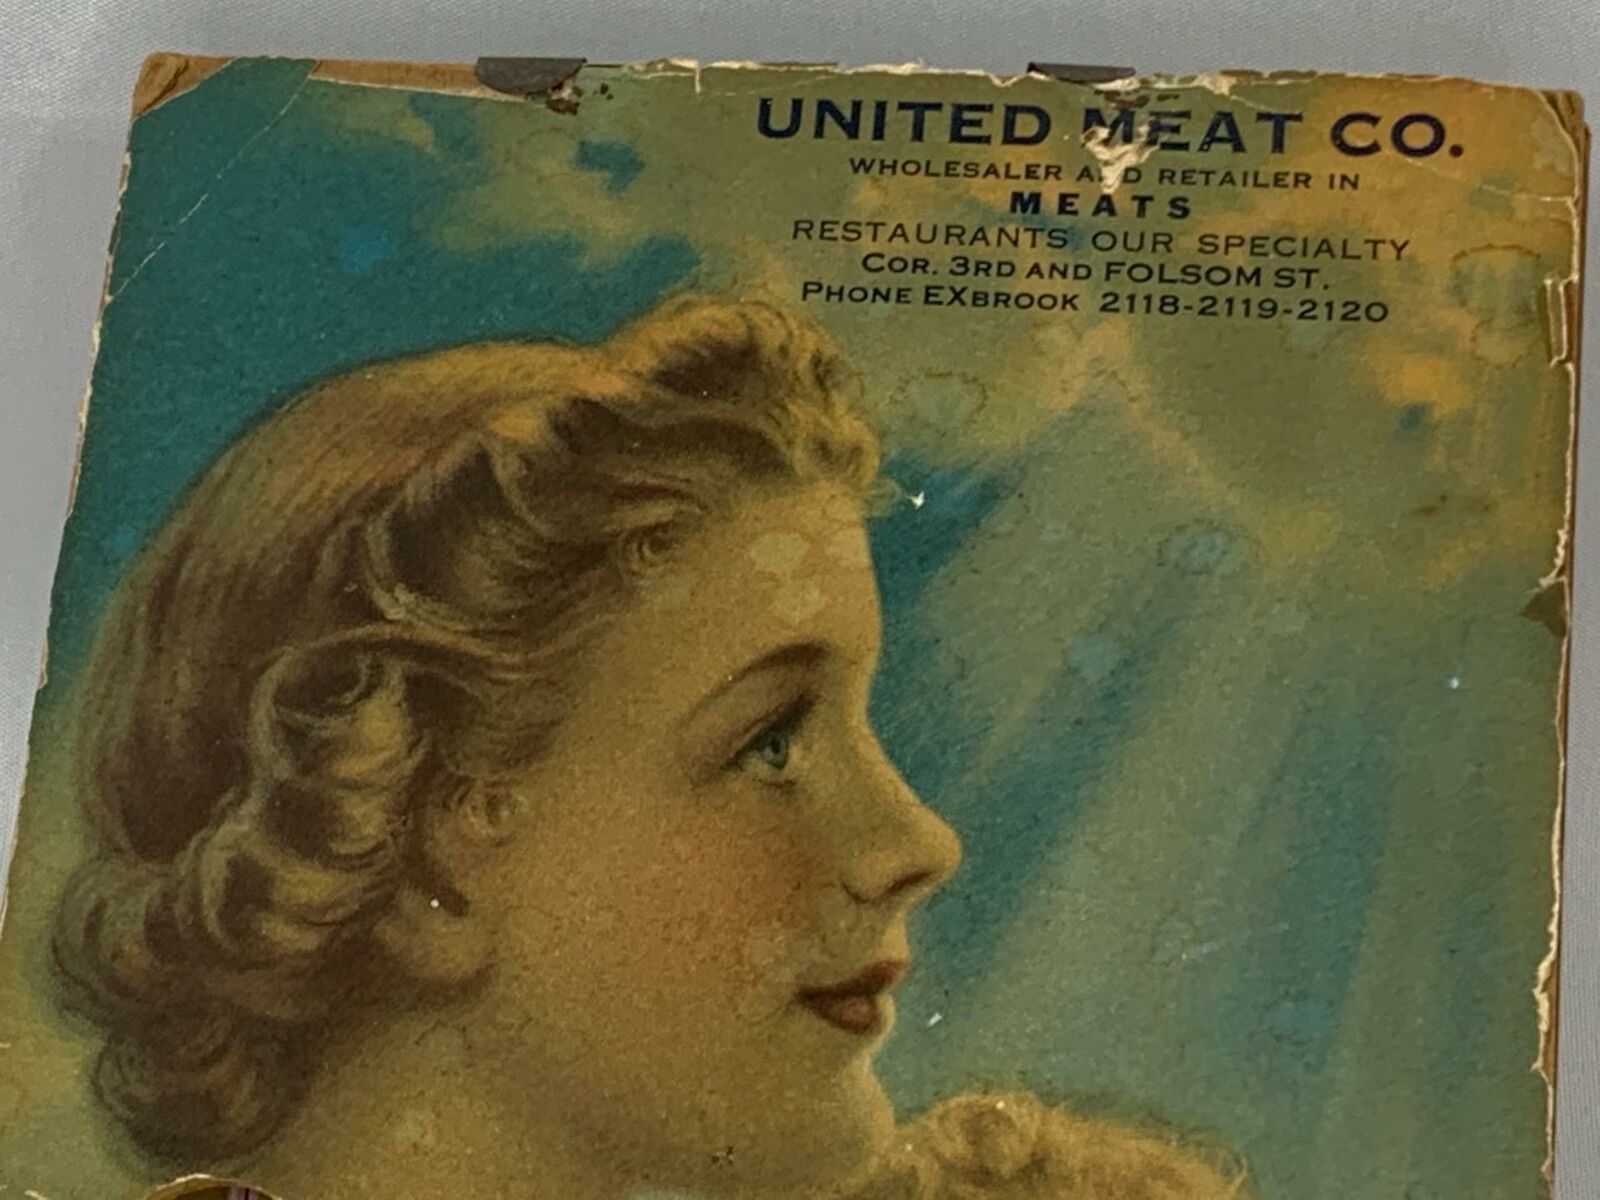 UNITED MEAT CO.
WHOLESALER AND RETAILER IN
MEATS
RESTAURANTS OUR SPECIALTY
COR. 3RD AND FOLSOM ST.
PHONE EXBROOK 2118-2119-2120